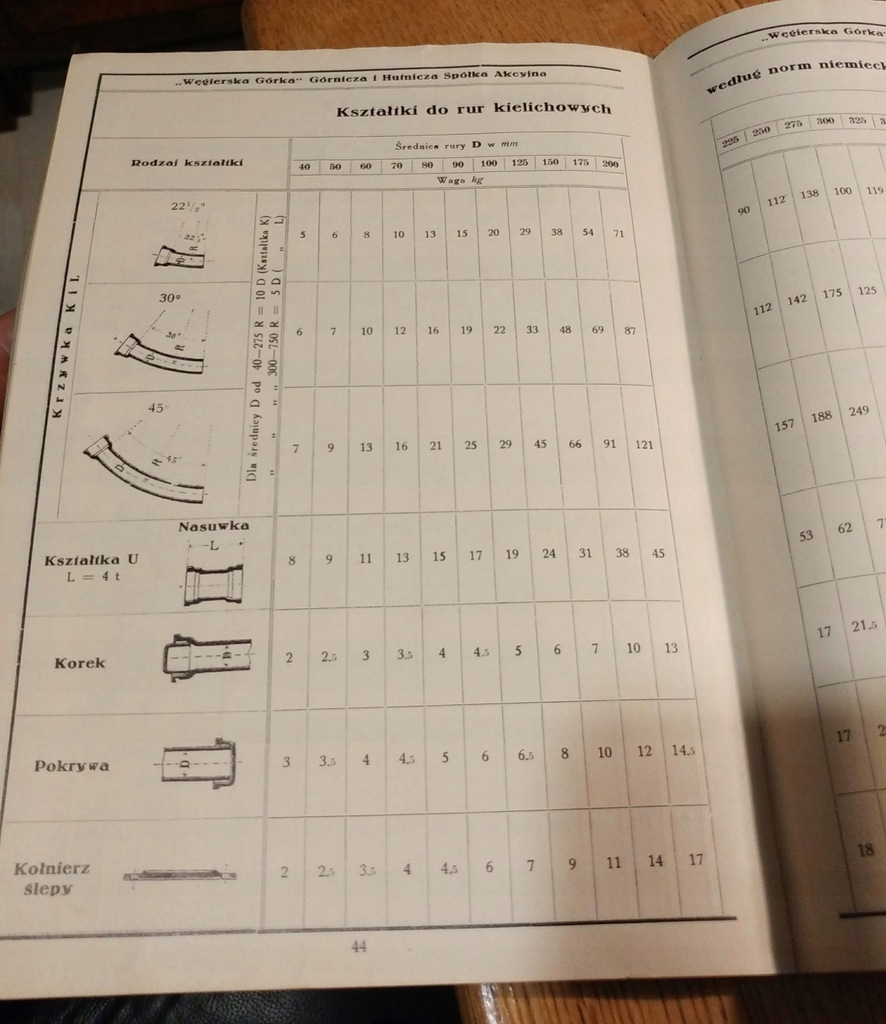 „Węgierska Górka“ Górnicza i Hutnicza Spółka Akcyjna
Kształtki do rur kielichowych
Rodzaj kształtki
Średnica rury D w mm
40 50 60 70 80 90 100 125 150 175 200
Waga kg
Krzywka K i L
22½°
22½°
D R
Dla średnicy D od 40—275 R = 10 D (Kształtka K)
„ „ „ „ 300—750 R = 5 D ( „ L)
5 6 8 10 13 15 20 29 38 54 71
30°
30°
D R
6 7 10 12 16 19 22 33 48 69 87
45°
45°
D R
7 9 13 16 21 25 29 45 66 91 121
Nasuwka
Kształtka U
L = 4 t
L
8 9 11 13 15 17 19 24 31 38 45
Korek
D
2 2.5 3 3.5 4 4.5 5 6 7 10 13
Pokrywa
D
3 3.5 4 4.5 5 6 6.5 8 10 12 14.5
Kołnierz
ślepy
2 2.5 3.5 4 4.5 6 7 9 11 14 17
44
„Węgierska Górka“
według norm niemieck
225 250 275 300 325
90 112 138 100 119
112 142 175 125
157 188 249
53 62
17 21.5
17
18